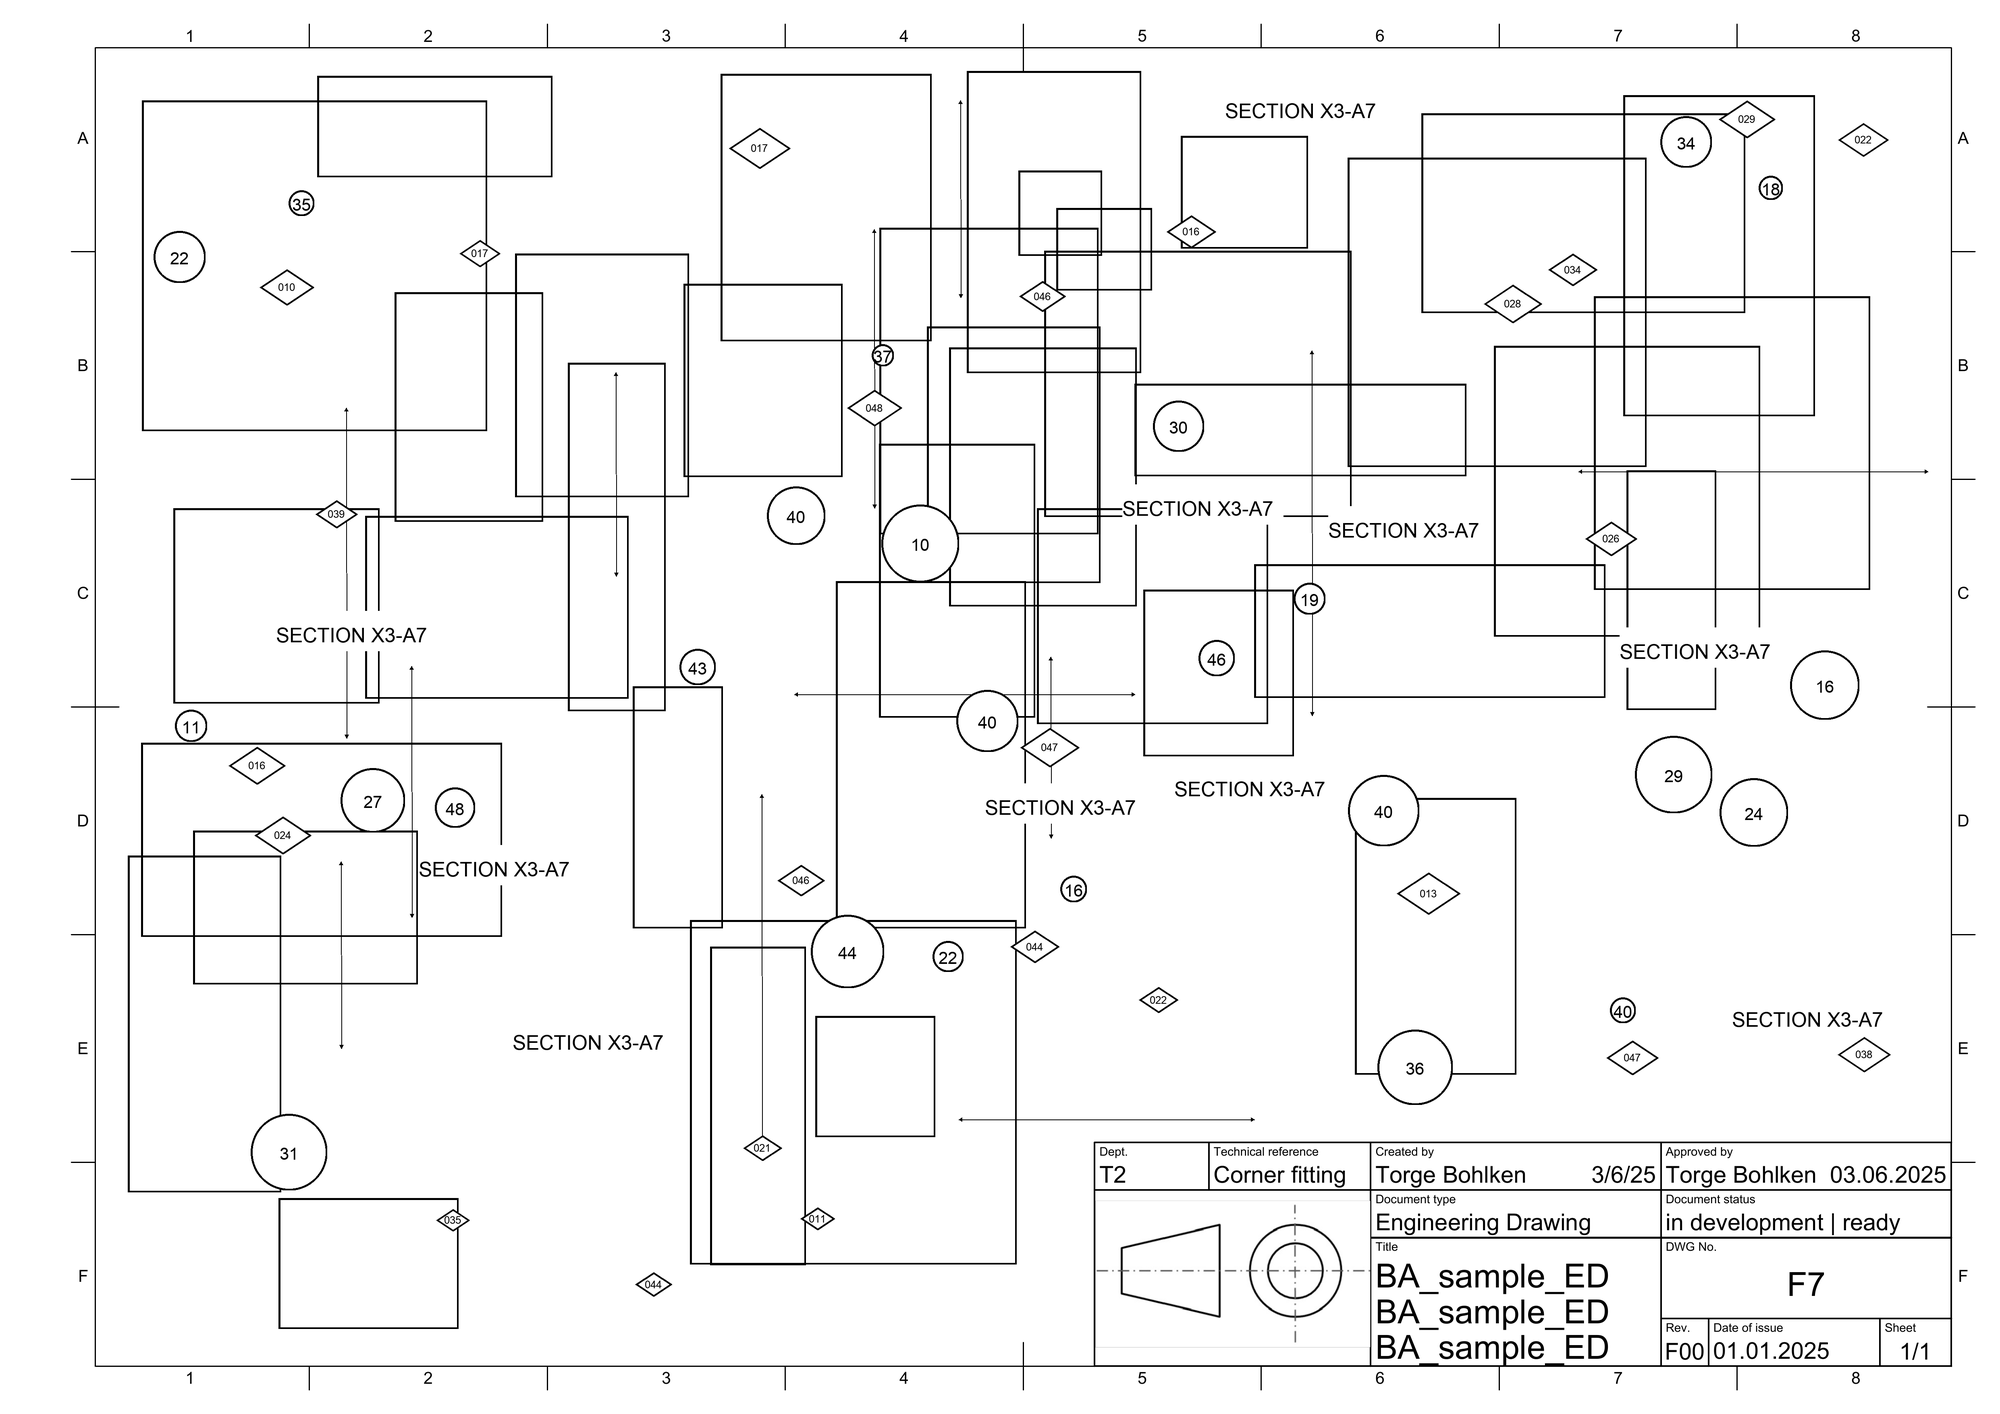 1 2 3 4 5 6 7 8
SECTION X3-A7
029
A 017 34 022 A
18
35
016
22 017
010 034
046 028
37
B B
048
30
SECTION X3-A7
039 40
SECTION X3-A7
10 026
C 19 C
SECTION X3-A7
SECTION X3-A7
43 46
16
11 40
047
016 29
SECTION X3-A7
27 48 SECTION X3-A7 40 24
D D
024
SECTION X3-A7
046 16 013
44 22 044
022
40 SECTION X3-A7
SECTION X3-A7
E 047 038 E
36
021
31
Dept. Technical reference Created by Approved by
T2 Corner fitting Torge Bohlken 3/6/25 Torge Bohlken 03.06.2025
Document type Document status
035 011 Engineering Drawing in development | ready
Title DWG No.
F 044 BA_sample_ED F7 F
BA_sample_ED
Rev. Date of issue Sheet
BA_sample_ED F00 01.01.2025 1/1
1 2 3 4 5 6 7 8